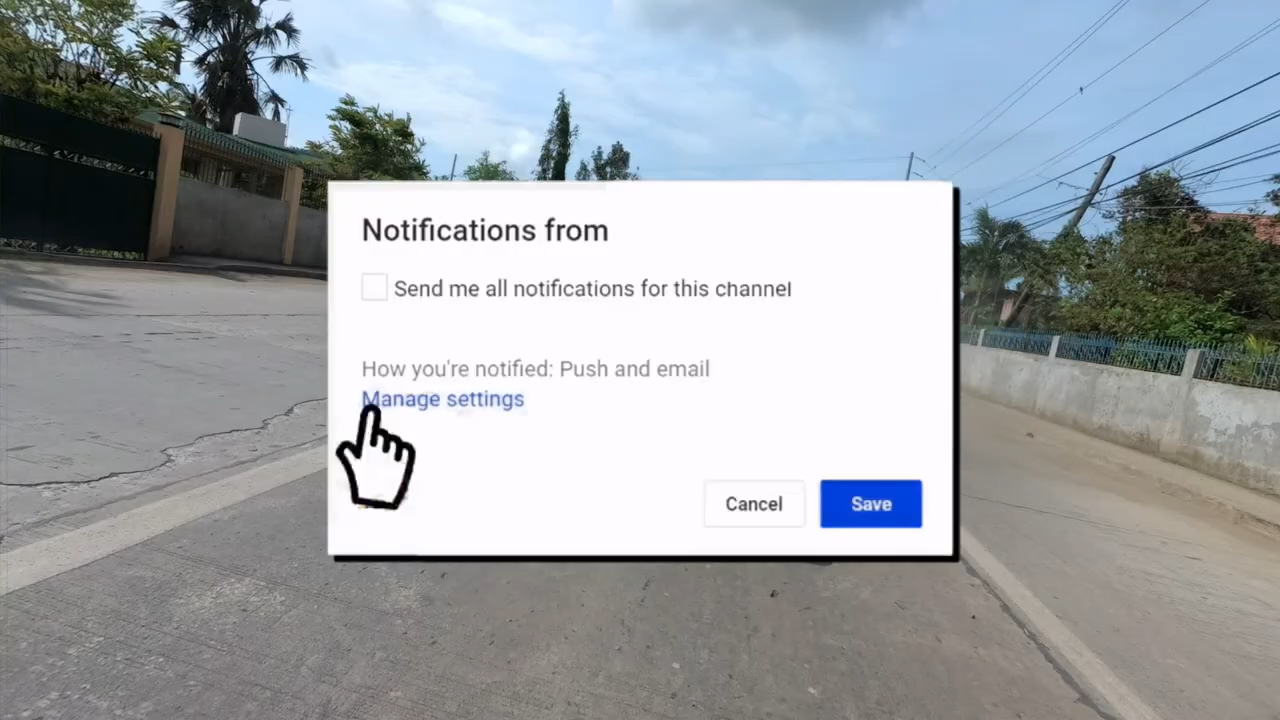 Notifications from
Send me all notifications for this channel
How you're notified: Push and email
Manage settings
Cancel
Save